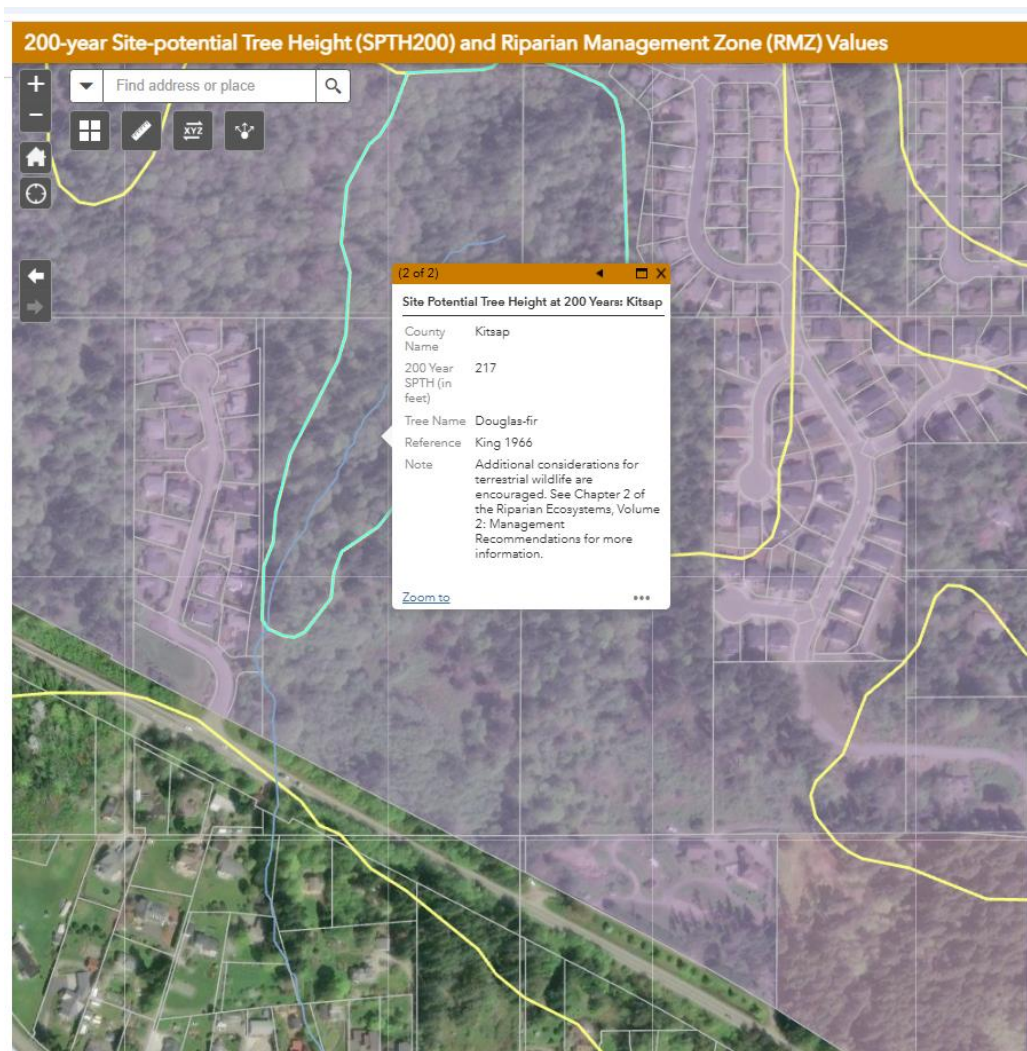 200-year Site-potential Tree Height (SPTH200) and Riparian Management Zone (RMZ) Values
+
Find address or place
−
XYZ
(2 of 2)
Site Potential Tree Height at 200 Years: Kitsap
County Name Kitsap
200 Year SPTH (in feet) 217
Tree Name Douglas-fir
Reference King 1966
Note Additional considerations for
terrestrial wildlife are
encouraged. See Chapter 2 of
the Riparian Ecosystems, Volume
2: Management
Recommendations for more
information.
Zoom to